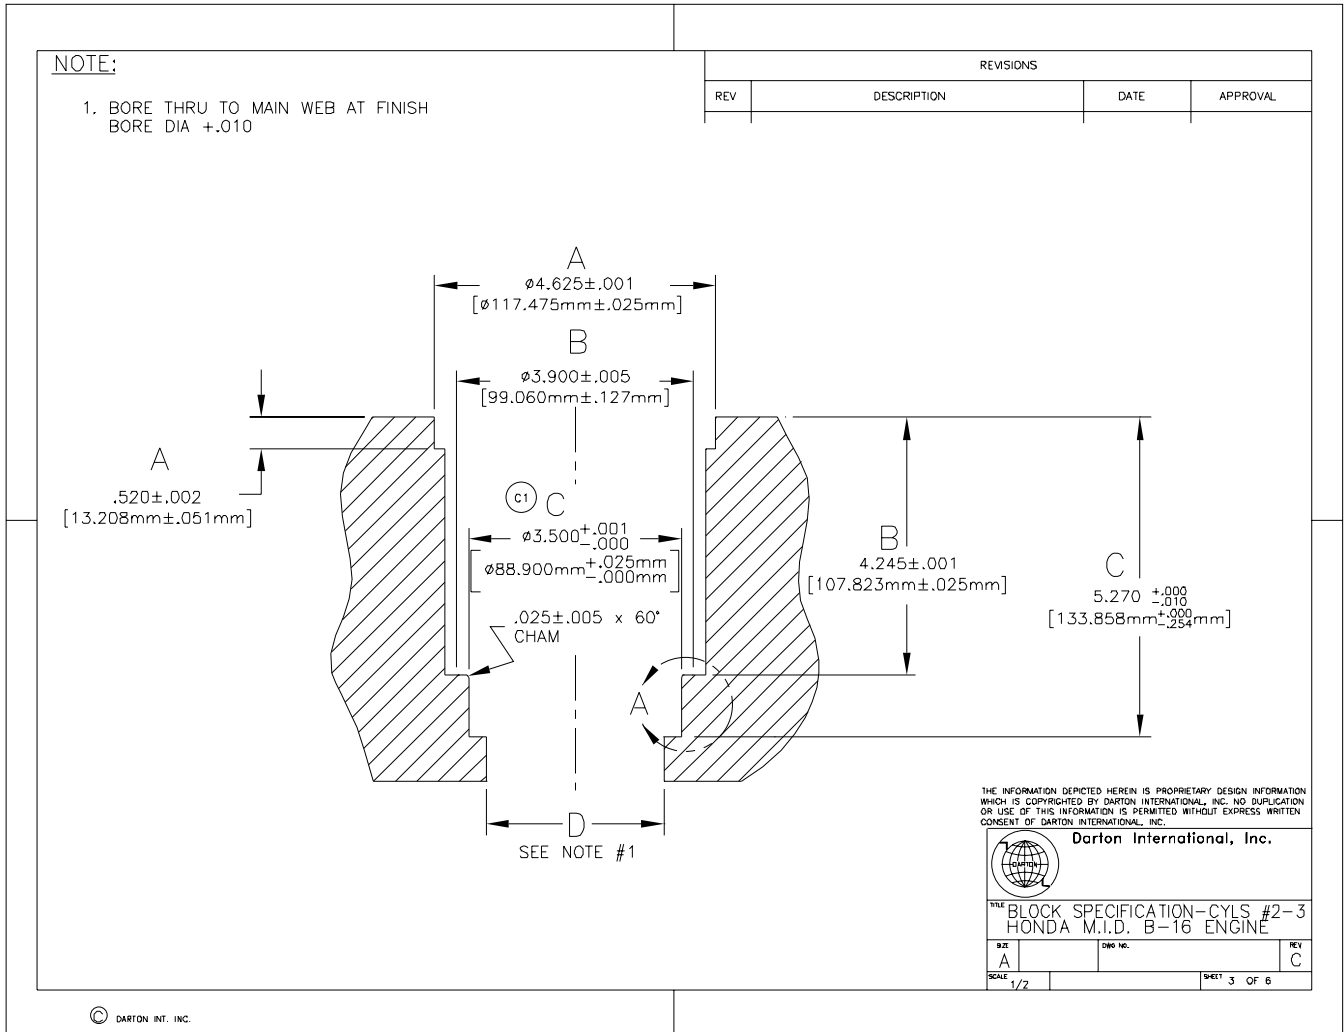 NOTE:
1. BORE THRU TO MAIN WEB AT FINISH
BORE DIA +.010
REVISIONS
REV DESCRIPTION DATE APPROVAL
A
ø4.625±.001
[ø117.475mm±.025mm]
B
ø3.900±.005
[99.060mm±.127mm]
A
.520±.002
[13.208mm±.051mm]
C1 C
ø3.500+.001
-.000
[ø88.900mm+.025mm
-.000mm]
.025±.005 x 60°
CHAM
B
4.245±.001
[107.823mm±.025mm]
C
5.270 +.000
-.010
[133.858mm+.000
-.254mm]
A
D
SEE NOTE #1
THE INFORMATION DEPICTED HEREIN IS PROPRIETARY DESIGN INFORMATION
WHICH IS COPYRIGHTED BY DARTON INTERNATIONAL, INC. NO DUPLICATION
OR USE OF THIS INFORMATION IS PERMITTED WITHOUT EXPRESS WRITTEN
CONSENT OF DARTON INTERNATIONAL, INC.
Darton International, Inc.
DARTON
TITLE BLOCK SPECIFICATION-CYLS #2-3
HONDA M.I.D. B-16 ENGINE
SIZE DWG NO. REV
A C
SCALE 1/2 SHEET 3 OF 6
© DARTON INT. INC.